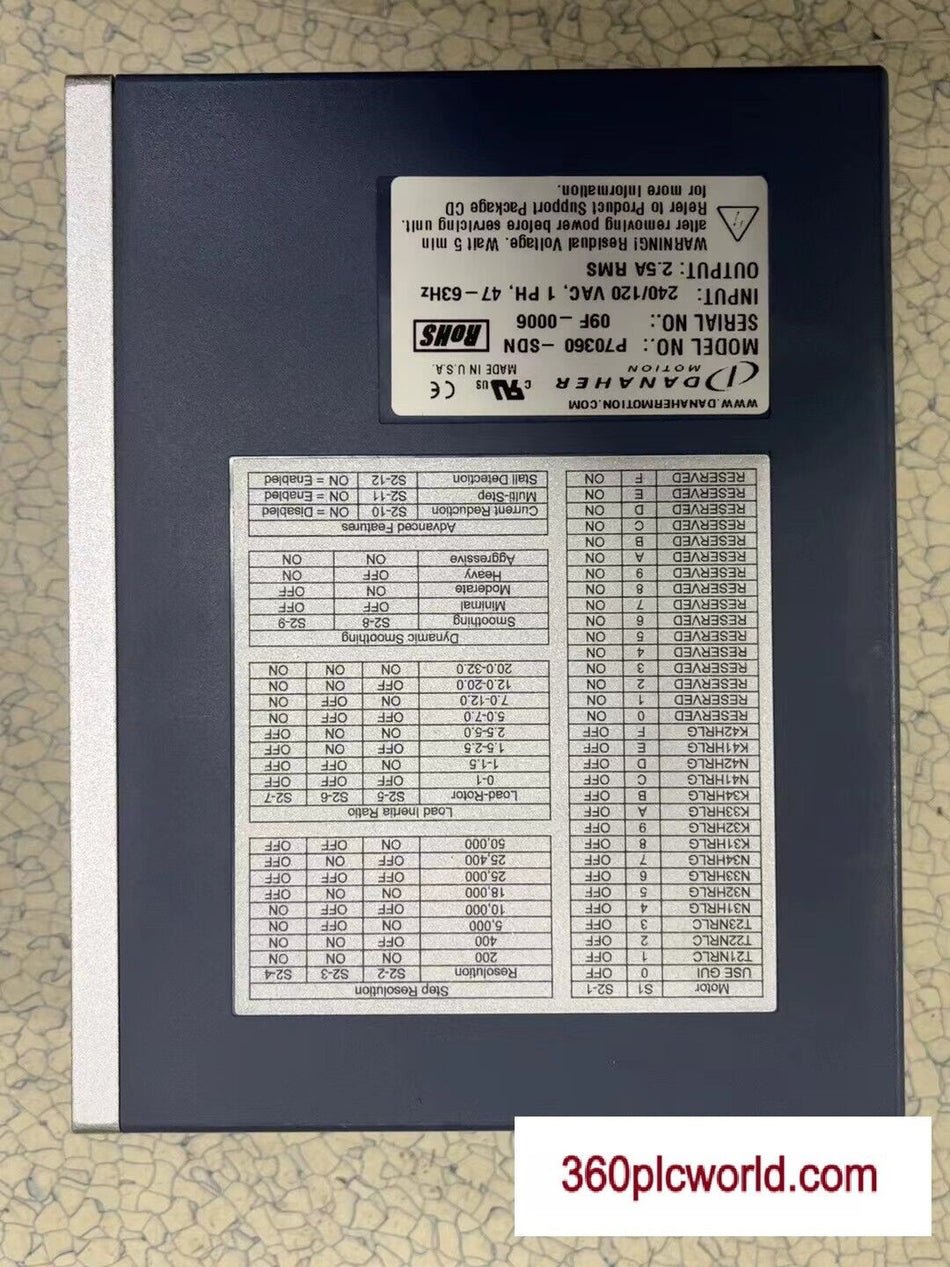 Motor S1 S2-1
USE GUI 0 OFF
T21NRLC 1 OFF
T22NRLC 2 OFF
T23NRLC 3 OFF
N31HRLG 4 OFF
N32HRLG 5 OFF
N33HRLG 6 OFF
N34HRLG 7 OFF
K31HRLG 8 OFF
K32HRLG 9 OFF
K33HRLG A OFF
K34HRLG B OFF
N41HRLG C OFF
N42HRLG D OFF
K41HRLG E OFF
K42HRLG F OFF
RESERVED 0 ON
RESERVED 1 ON
RESERVED 2 ON
RESERVED 3 ON
RESERVED 4 ON
RESERVED 5 ON
RESERVED 6 ON
RESERVED 7 ON
RESERVED 8 ON
RESERVED 9 ON
RESERVED A ON
RESERVED B ON
RESERVED C ON
RESERVED D ON
RESERVED E ON
RESERVED F ON
Step Resolution
Resolution S2-2 S2-3 S2-4
200 ON ON ON
400 OFF ON ON
5,000 ON OFF ON
10,000 OFF OFF ON
18,000 ON ON OFF
25,000 OFF OFF OFF
25,400 OFF ON OFF
50,000 ON OFF OFF
Load Inertia Ratio
Load-Rotor S2-5 S2-6 S2-7
0-1 OFF OFF OFF
1-1.5 ON OFF OFF
1.5-2.5 OFF ON OFF
2.5-5.0 ON ON OFF
5.0-7.0 OFF OFF ON
7.0-12.0 ON OFF ON
12.0-20.0 OFF ON ON
20.0-32.0 ON ON ON
Dynamic Smoothing
Smoothing S2-8 S2-9
Minimal OFF OFF
Moderate ON OFF
Heavy OFF ON
Aggressive ON ON
Advanced Features
Current Reduction S2-10 ON = Disabled
Multi-Step S2-11 ON = Enabled
Stall Detection S2-12 ON = Enabled
WWW.DANAHERMOTION.COM
DANAHER
MOTION
c UR US CE
MADE IN U.S.A.
MODEL NO.: P70360-SDN
RoHS
SERIAL NO.: 09F-0006
INPUT: 240/120 VAC, 1 PH, 47-63Hz
OUTPUT: 2.5A RMS
WARNING! Residual Voltage. Wait 5 min
after removing power before servicing unit.
Refer to Product Support Package CD
for more information.
360plcworld.com